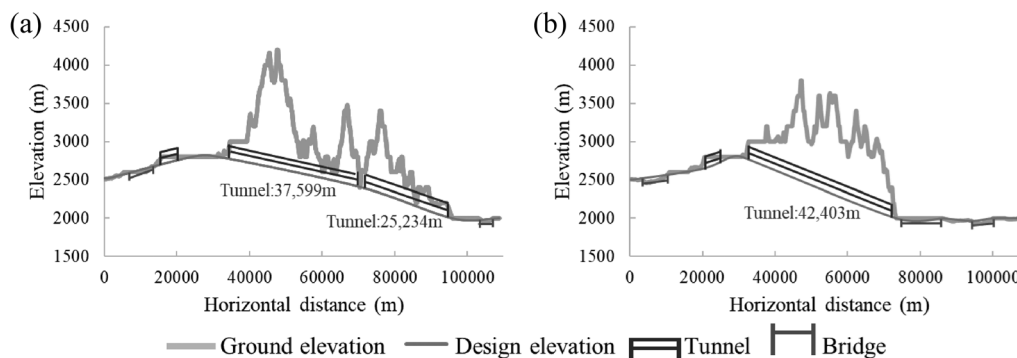 (a)
4500
4000
3500
3000
2500
2000
1500
Elevation (m)
Tunnel:37,599m
Tunnel:25,234m
0 20000 40000 60000 80000 100000
Horizontal distance (m)
(b)
4500
4000
3500
3000
2500
2000
1500
Elevation (m)
Tunnel:42,403m
0 20000 40000 60000 80000 100000
Horizontal distance (m)
Ground elevation Design elevation Tunnel Bridge